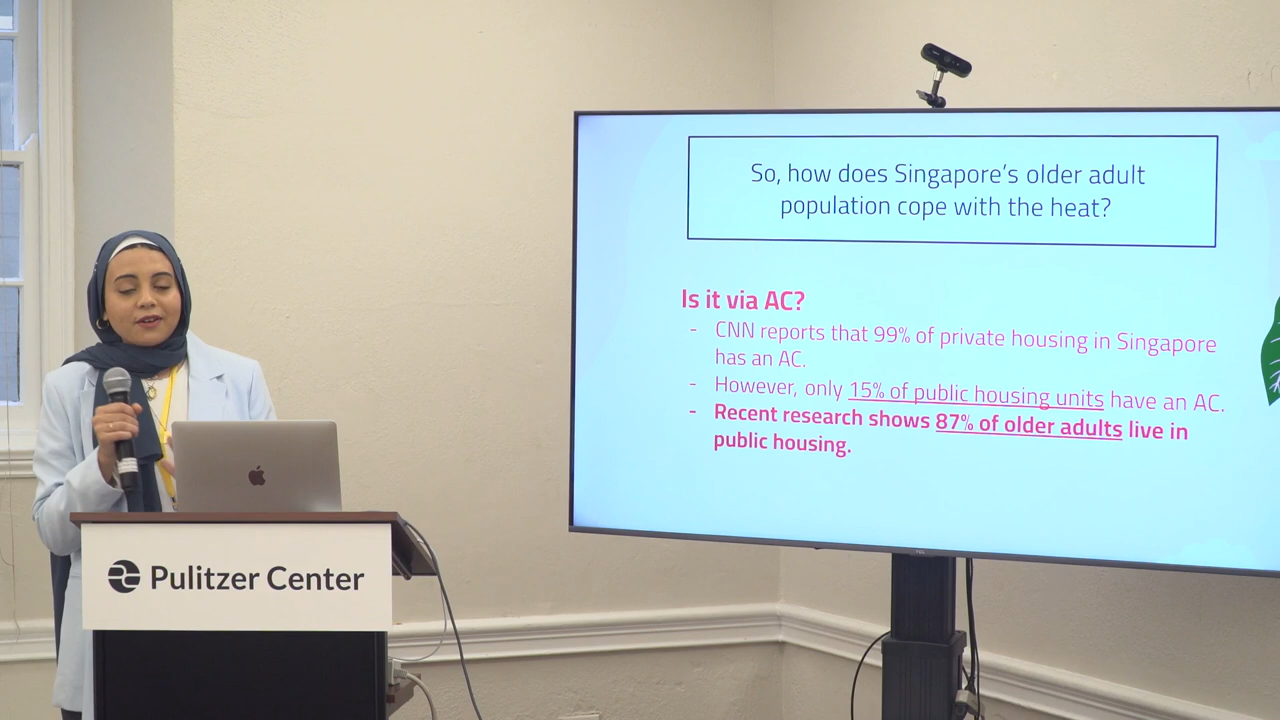 So, how does Singapore's older adult
population cope with the heat?
Is it via AC?
- CNN reports that 99% of private housing in Singapore
has an AC.
- However, only 15% of public housing units have an AC.
- Recent research shows 87% of older adults live in
public housing.
Pulitzer Center